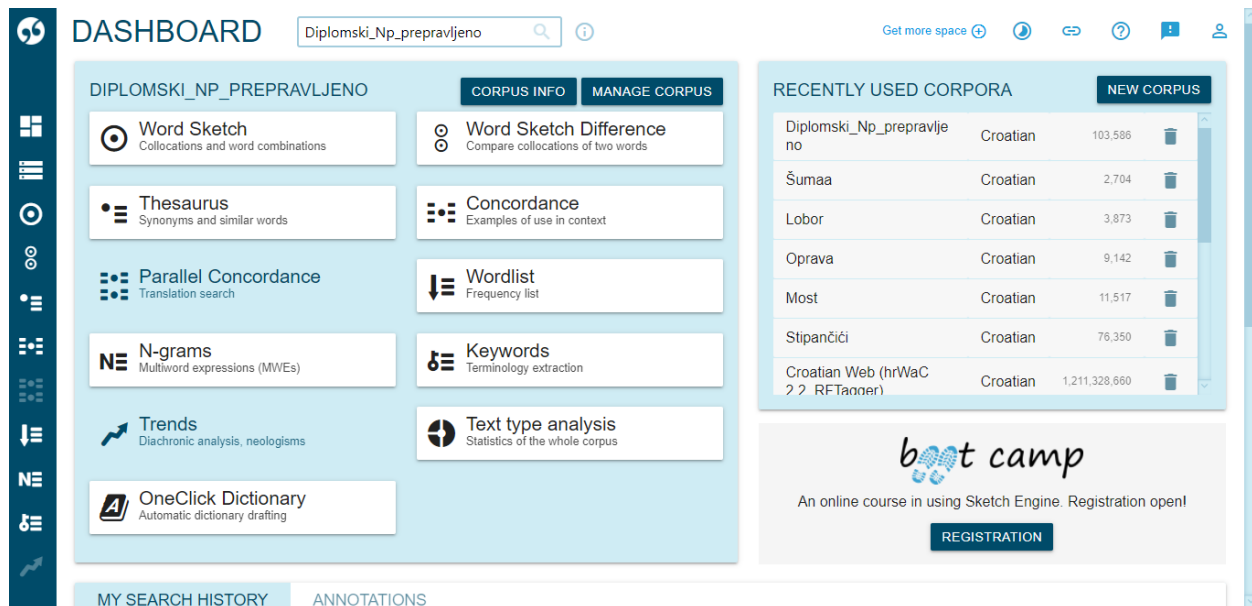 DASHBOARD
Diplomski_Np_prepravljeno
Get more space
DIPLOMSKI_NP_PREPRAVLJENO
CORPUS INFO
MANAGE CORPUS
Word Sketch
Collocations and word combinations
Word Sketch Difference
Compare collocations of two words
Thesaurus
Synonyms and similar words
Concordance
Examples of use in context
Parallel Concordance
Translation search
Wordlist
Frequency list
N-grams
Multiword expressions (MWEs)
Keywords
Terminology extraction
Trends
Diachronic analysis, neologisms
Text type analysis
Statistics of the whole corpus
OneClick Dictionary
Automatic dictionary drafting
RECENTLY USED CORPORA
NEW CORPUS
Diplomski_Np_prepravlje
no Croatian 103,586
Šumaa Croatian 2,704
Lobor Croatian 3,873
Oprava Croatian 9,142
Most Croatian 11,517
Stipančići Croatian 76,350
Croatian Web (hrWaC
2.2, RFTagger) Croatian 1,211,328,660
boot camp
An online course in using Sketch Engine. Registration open!
REGISTRATION
MY SEARCH HISTORY
ANNOTATIONS